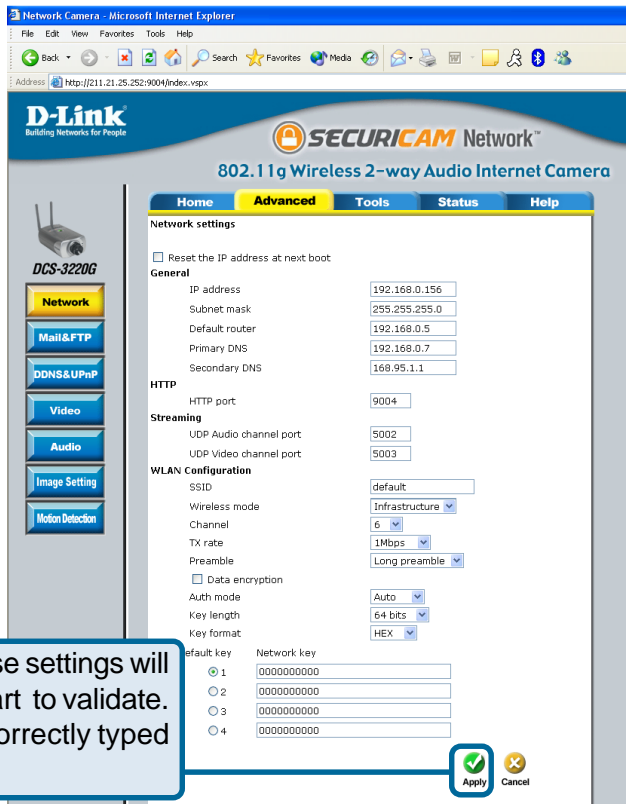 Network Camera - Microsoft Internet Explorer
File Edit View Favorites Tools Help
Back Search Favorites Media
Address http://211.21.25.252:9004/index.vspx
D-Link
Building Networks for People
SECURICAM Network™
802.11g Wireless 2-way Audio Internet Camera
Home Advanced Tools Status Help
DCS-3220G
Network
Mail&FTP
DDNS&UPnP
Video
Audio
Image Setting
Motion Detection
Network settings
Reset the IP address at next boot
General
IP address 192.168.0.156
Subnet mask 255.255.255.0
Default router 192.168.0.5
Primary DNS 192.168.0.7
Secondary DNS 168.95.1.1
HTTP
HTTP port 9004
Streaming
UDP Audio channel port 5002
UDP Video channel port 5003
WLAN Configuration
SSID default
Wireless mode Infrastructure
Channel 6
TX rate 1Mbps
Preamble Long preamble
Data encryption
Auth mode Auto
Key length 64 bits
Key format HEX
efault key Network key
1 0000000000
2 0000000000
3 0000000000
4 0000000000
se settings will
art to validate.
orrectly typed
Apply Cancel